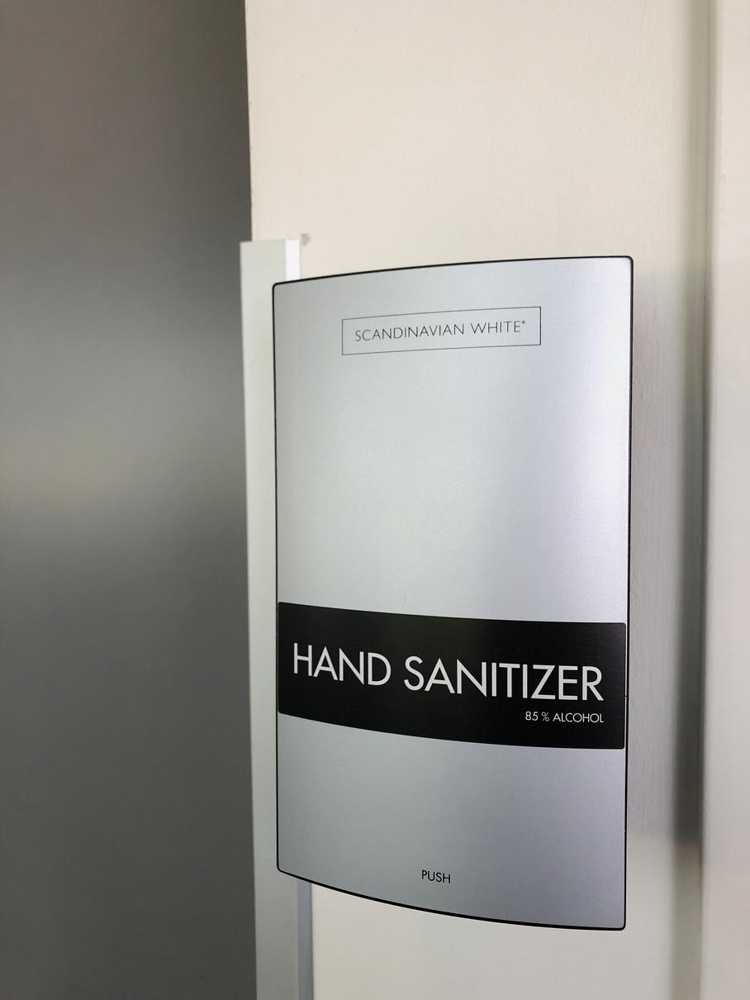 SCANDINAVIAN WHITE®
HAND SANITIZER
85 % ALCOHOL
PUSH